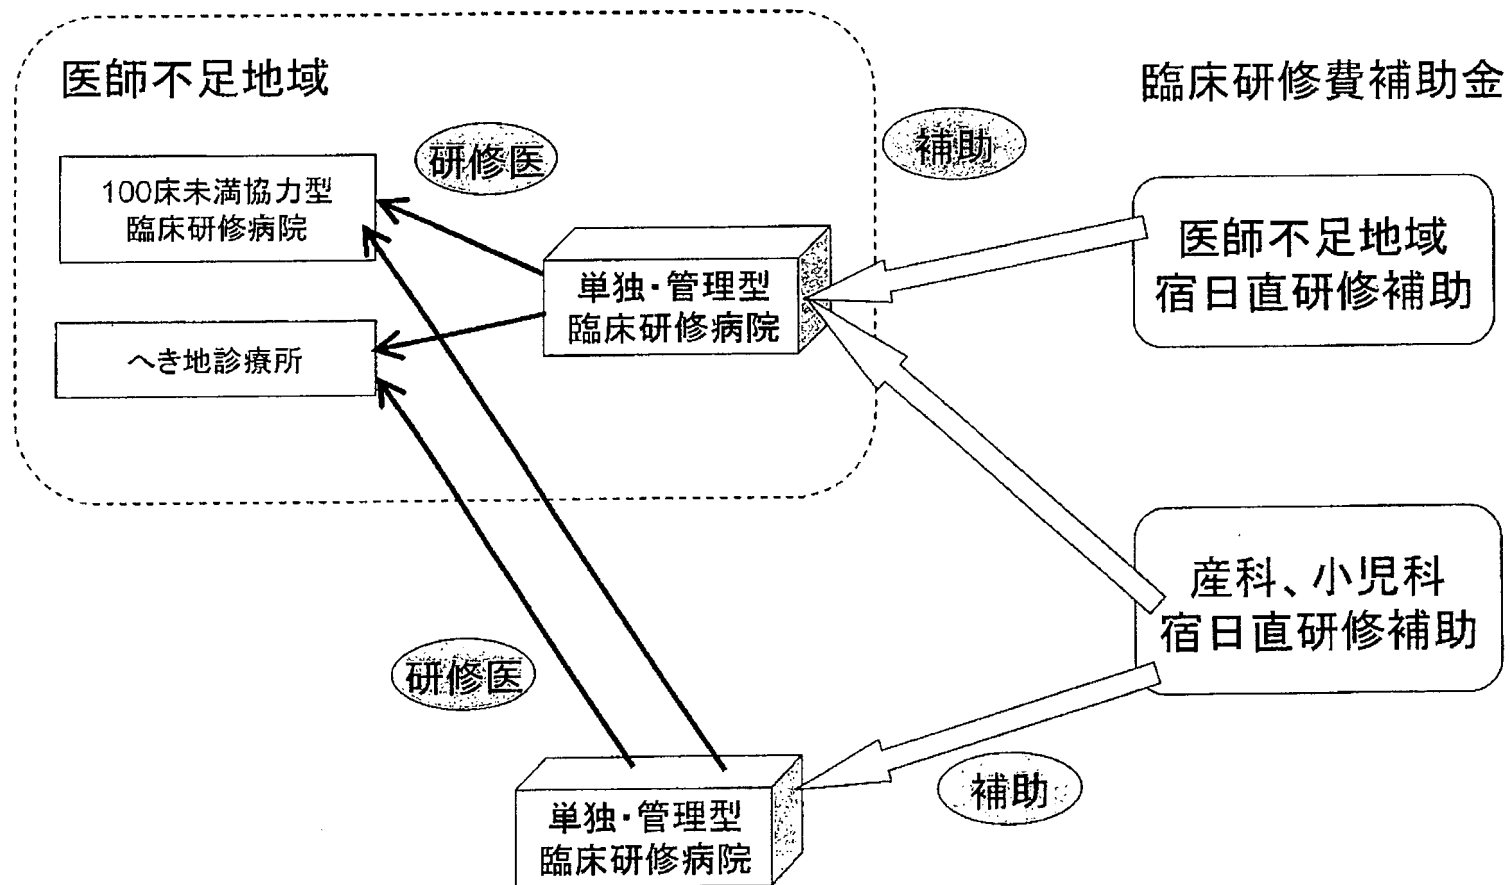 医師不足地域
臨床研修費補助金
研修医
補助
100床未満協力型
臨床研修病院
医師不足地域
宿日直研修補助
単独・管理型
臨床研修病院
へき地診療所
産科、小児科
宿日直研修補助
研修医
補助
単独・管理型
臨床研修病院